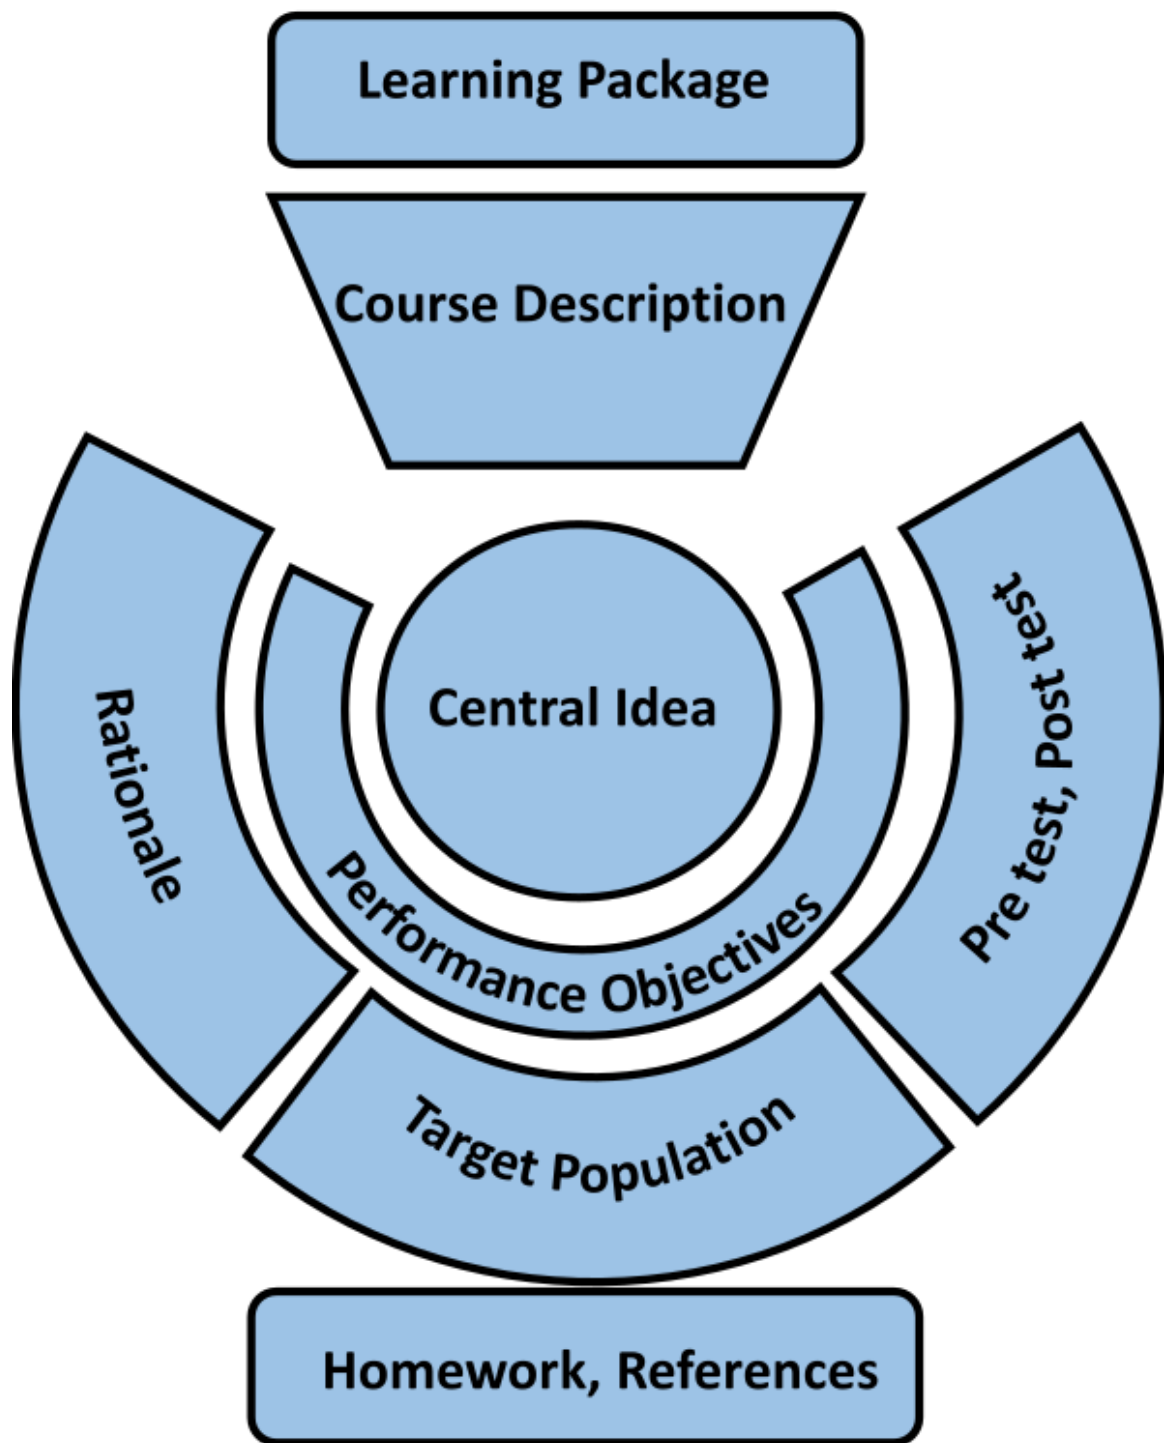 Learning Package
Course Description
Central Idea
Rationale
Performance Objectives
Pre test, Post test
Target Population
Homework, References